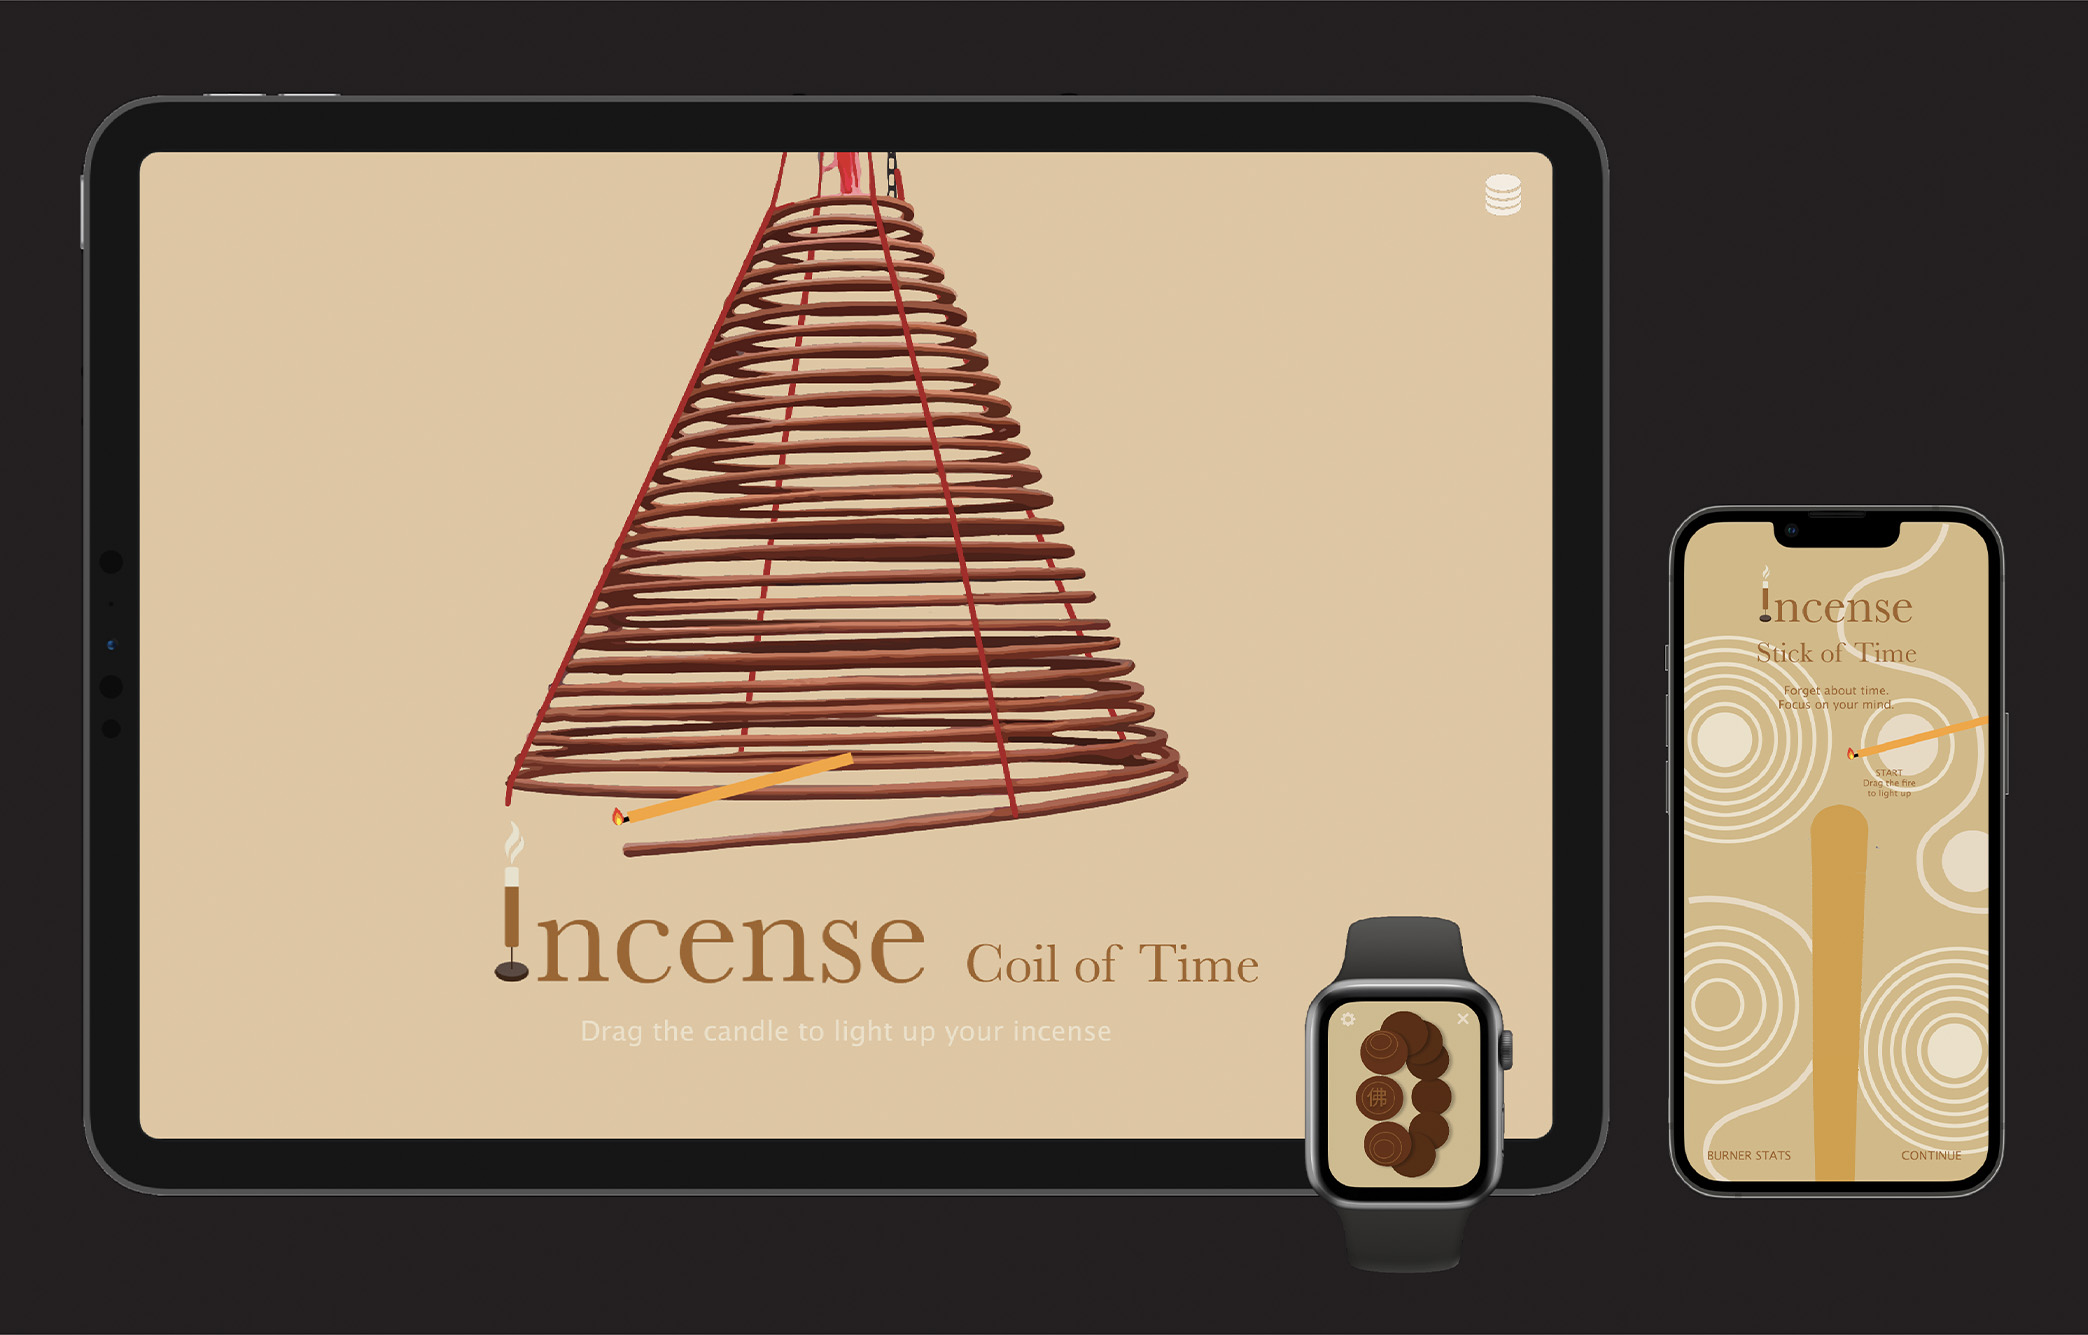 Incense Coil of Time
Drag the candle to light up your incense
佛
Incense
Stick of Time
Forget about time.
Focus on your mind.
START
Drag the fire
to light up
BURNER STATS
CONTINUE